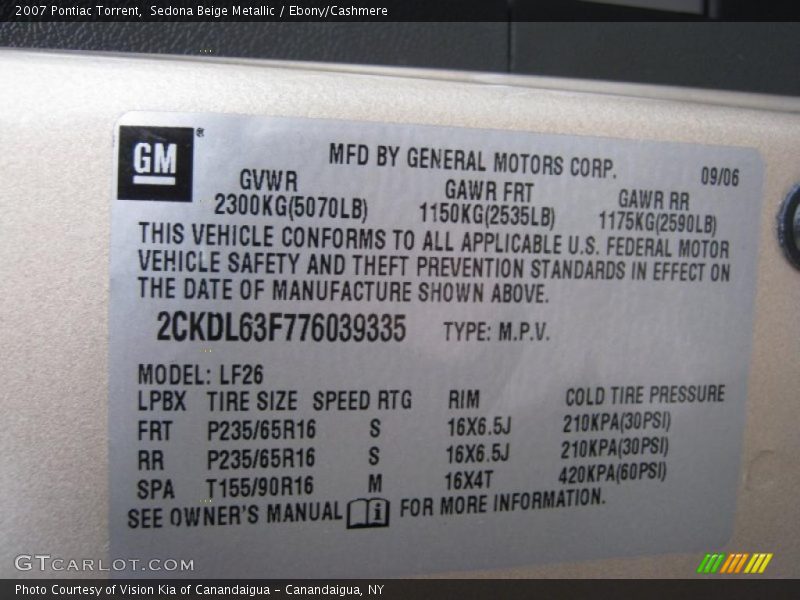 2007 Pontiac Torrent, Sedona Beige Metallic / Ebony/Cashmere
GM ®
MFD BY GENERAL MOTORS CORP.
09/06
GVWR GAWR FRT GAWR RR
2300KG(5070LB) 1150KG(2535LB) 1175KG(2590LB)
THIS VEHICLE CONFORMS TO ALL APPLICABLE U.S. FEDERAL MOTOR
VEHICLE SAFETY AND THEFT PREVENTION STANDARDS IN EFFECT ON
THE DATE OF MANUFACTURE SHOWN ABOVE.
2CKDL63F776039335 TYPE: M.P.V.
MODEL: LF26
LPBX TIRE SIZE SPEED RTG RIM COLD TIRE PRESSURE
FRT P235/65R16 S 16X6.5J 210KPA(30PSI)
RR P235/65R16 S 16X6.5J 210KPA(30PSI)
SPA T155/90R16 M 16X4T 420KPA(60PSI)
SEE OWNER'S MANUAL i FOR MORE INFORMATION.
GTCARLOT.COM
Photo Courtesy of Vision Kia of Canandaigua - Canandaigua, NY